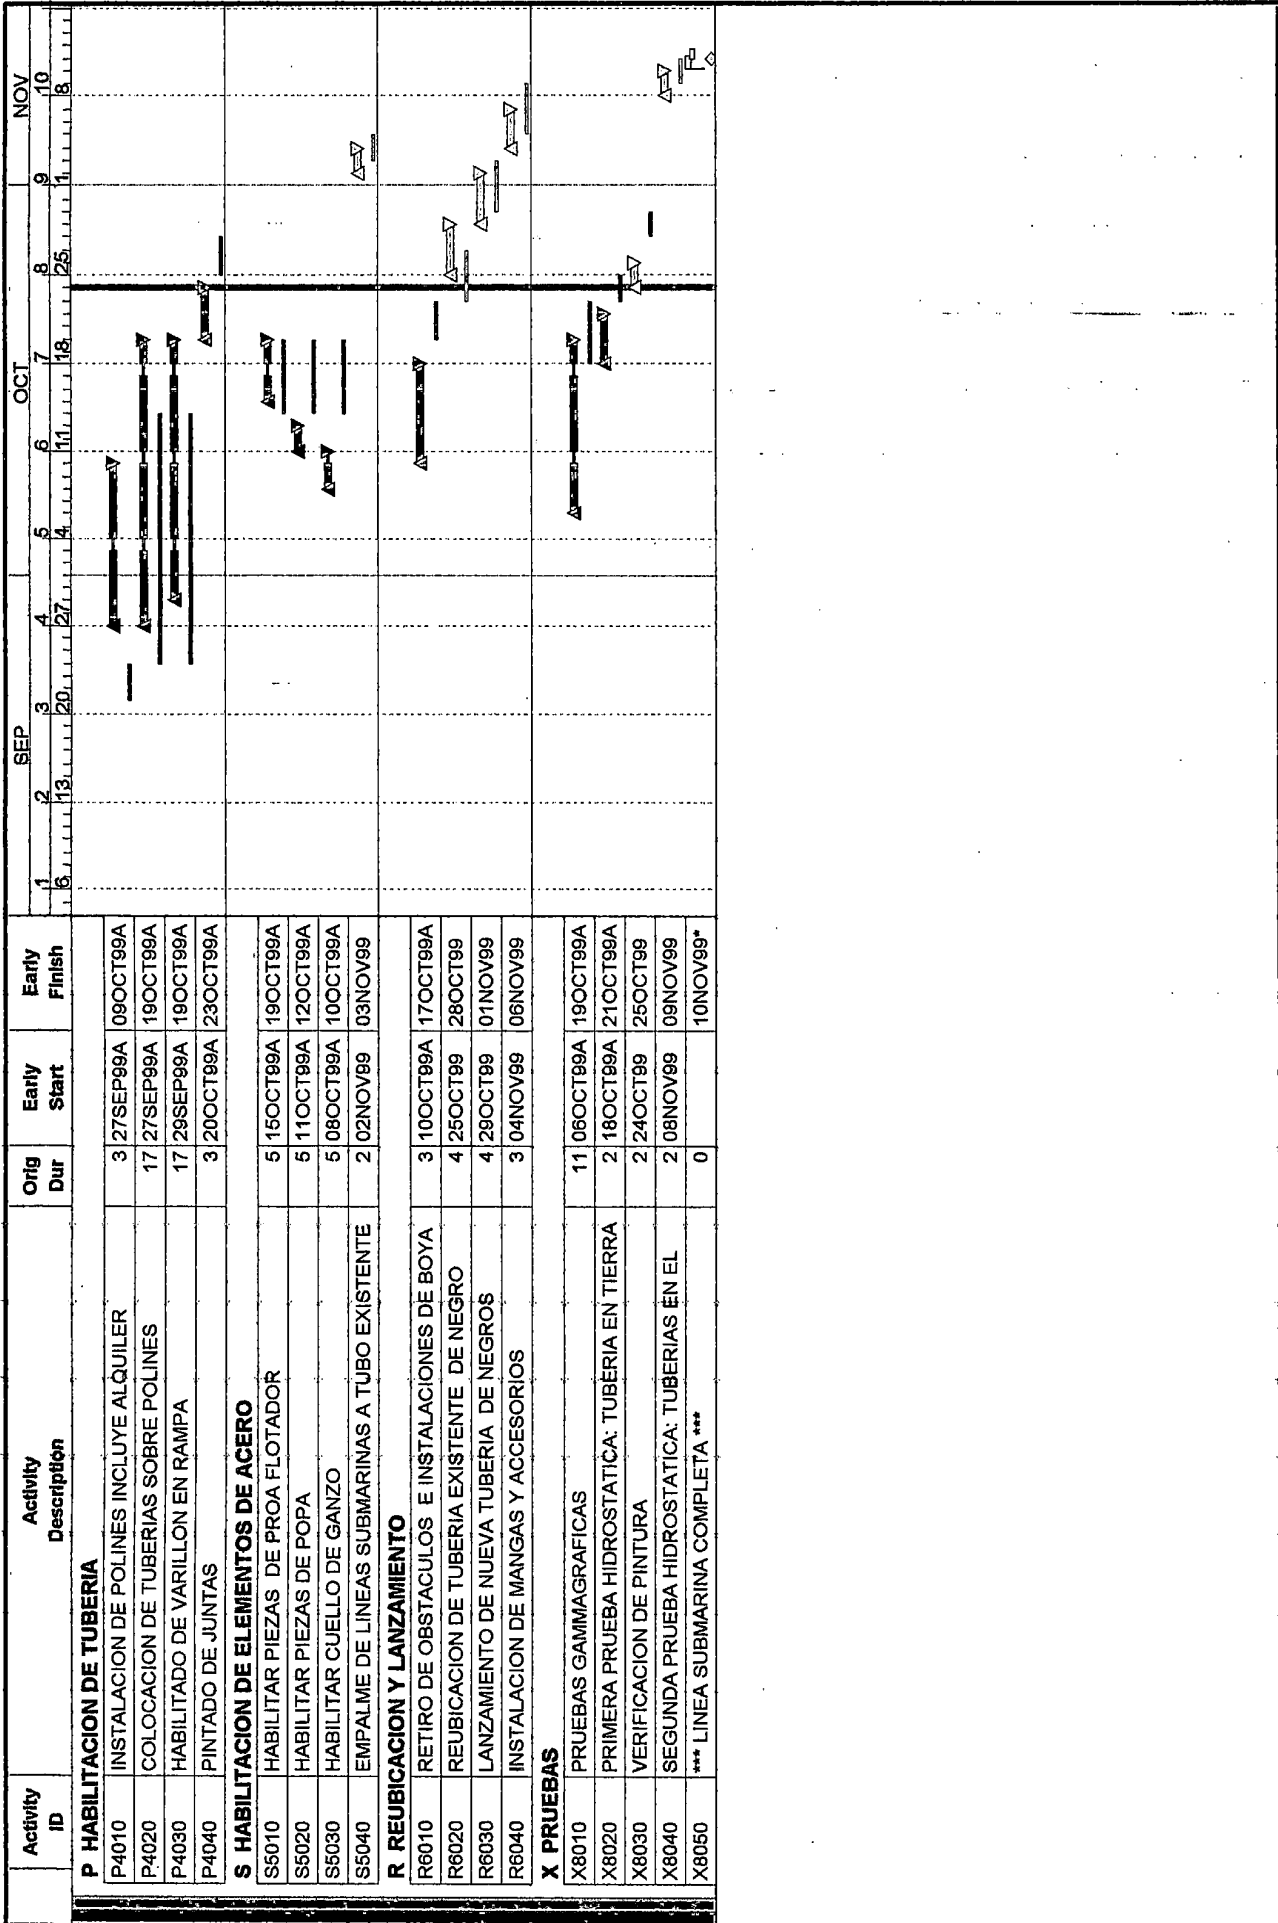 Activity ID Activity Description Orig Dur Early Start Early Finish
SEP OCT NOV
1 2 3 4 5 6 7 8 9 10
6 13 20 27 4 11 18 25 1 8
P HABILITACION DE TUBERIA
P4010 INSTALACION DE POLINES INCLUYE ALQUILER 3 27SEP99A 09OCT99A
P4020 COLOCACION DE TUBERIAS SOBRE POLINES 17 27SEP99A 19OCT99A
P4030 HABILITADO DE VARILLON EN RAMPA 17 29SEP99A 19OCT99A
P4040 PINTADO DE JUNTAS 3 20OCT99A 23OCT99A
S HABILITACION DE ELEMENTOS DE ACERO
S5010 HABILITAR PIEZAS DE PROA FLOTADOR 5 15OCT99A 19OCT99A
S5020 HABILITAR PIEZAS DE POPA 5 11OCT99A 12OCT99A
S5030 HABILITAR CUELLO DE GANZO 5 08OCT99A 10OCT99A
S5040 EMPALME DE LINEAS SUBMARINAS A TUBO EXISTENTE 2 02NOV99 03NOV99
R REUBICACION Y LANZAMIENTO
R6010 RETIRO DE OBSTACULOS E INSTALACIONES DE BOYA 3 10OCT99A 17OCT99A
R6020 REUBICACION DE TUBERIA EXISTENTE DE NEGRO 4 25OCT99 28OCT99
R6030 LANZAMIENTO DE NUEVA TUBERIA DE NEGROS 4 29OCT99 01NOV99
R6040 INSTALACION DE MANGAS Y ACCESORIOS 3 04NOV99 06NOV99
X PRUEBAS
X8010 PRUEBAS GAMMAGRAFICAS 11 06OCT99A 19OCT99A
X8020 PRIMERA PRUEBA HIDROSTATICA: TUBERIA EN TIERRA 2 18OCT99A 21OCT99A
X8030 VERIFICACION DE PINTURA 2 24OCT99 25OCT99
X8040 SEGUNDA PRUEBA HIDROSTATICA: TUBERIAS EN EL 2 08NOV99 09NOV99
X8050 *** LINEA SUBMARINA COMPLETA *** 0 10NOV99*